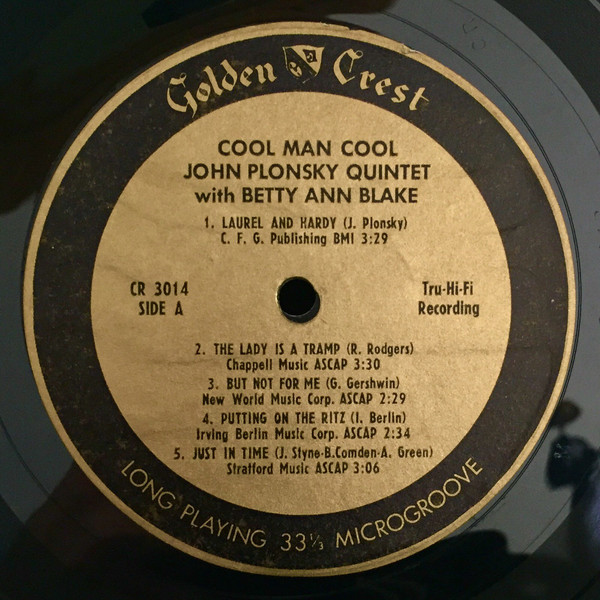 Golden Crest
COOL MAN COOL
JOHN PLONSKY QUINTET
with BETTY ANN BLAKE
1. LAUREL AND HARDY (J. Plonsky)
C. F. G. Publishing BMI 3:29
CR 3014
SIDE A
Tru-Hi-Fi
Recording
2. THE LADY IS A TRAMP (R. Rodgers)
Chappell Music ASCAP 3:30
3. BUT NOT FOR ME (G. Gershwin)
New World Music Corp. ASCAP 2:29
4. PUTTING ON THE RITZ (I. Berlin)
Irving Berlin Music Corp. ASCAP 2:34
5. JUST IN TIME (J. Styne-B.Comden-A. Green)
Stratford Music ASCAP 3:06
LONG PLAYING 33⅓ MICROGROOVE